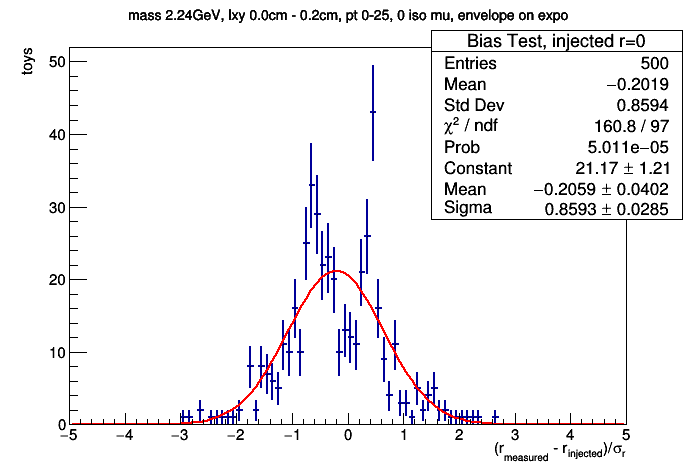 mass 2.24GeV, lxy 0.0cm - 0.2cm, pt 0-25, 0 iso mu, envelope on expo
Bias Test, injected r=0
Entries 500
Mean −0.2019
Std Dev 0.8594
χ² / ndf 160.8 / 97
Prob 5.011e−05
Constant 21.17 ± 1.21
Mean −0.2059 ± 0.0402
Sigma 0.8593 ± 0.0285
toys
50
40
30
20
10
0
−5 −4 −3 −2 −1 0 1 2 3 4 5
(r_measured - r_injected)/σ_r